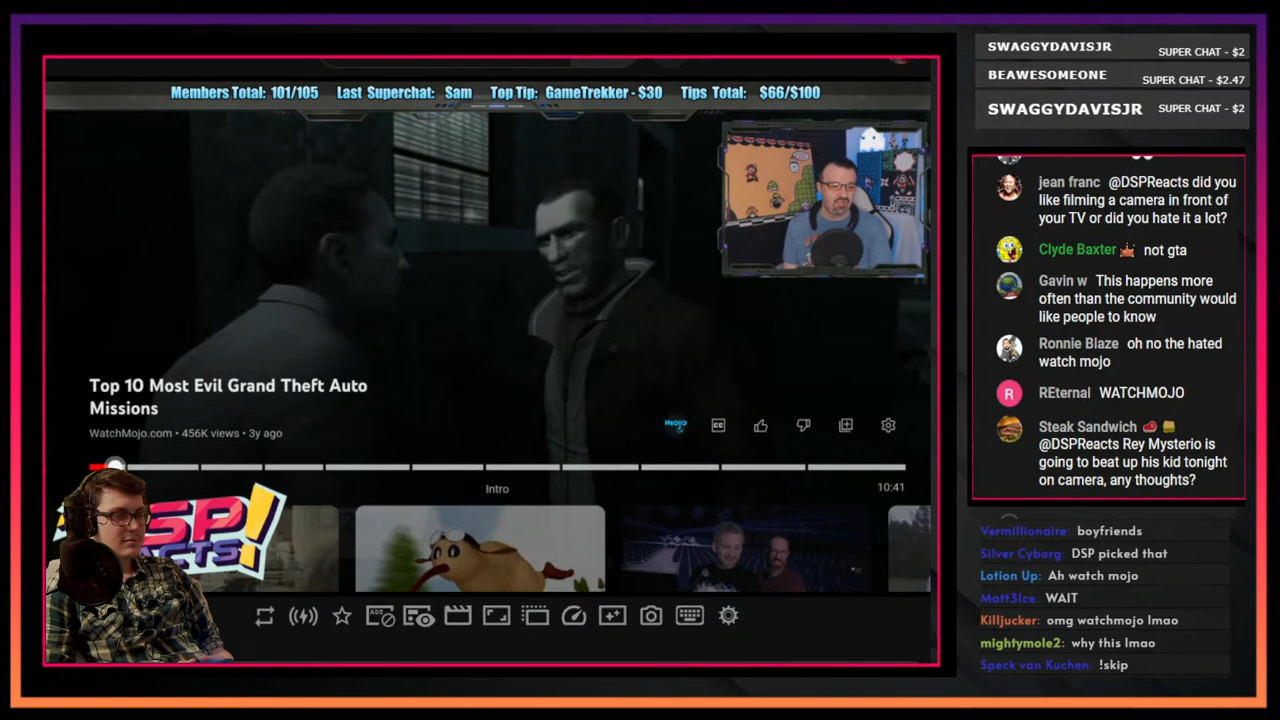 Members Total: 101/105 Last Superchat: Sam Top Tip: GameTrekker - $30 Tips Total: $66/$100
Top 10 Most Evil Grand Theft Auto
Missions
WatchMojo.com • 456K views • 3y ago
mojo
CC
Intro
10:41
DSP
REACTS!
ADS
SWAGGYDAVISJR SUPER CHAT - $2
BEAWESOMEONE SUPER CHAT - $2.47
SWAGGYDAVISJR SUPER CHAT - $2
jean franc @DSPReacts did you
like filming a camera in front of
your TV or did you hate it a lot?
Clyde Baxter not gta
Gavin w This happens more
often than the community would
like people to know
Ronnie Blaze oh no the hated
watch mojo
R REternal WATCHMOJO
Steak Sandwich
@DSPReacts Rey Mysterio is
going to beat up his kid tonight
on camera, any thoughts?
Vermillionaire: boyfriends
Silver Cyborg: DSP picked that
Lotion Up: Ah watch mojo
Matt3Ice: WAIT
Killjucker: omg watchmojo lmao
mightymole2: why this lmao
Speck van Kuchen: !skip